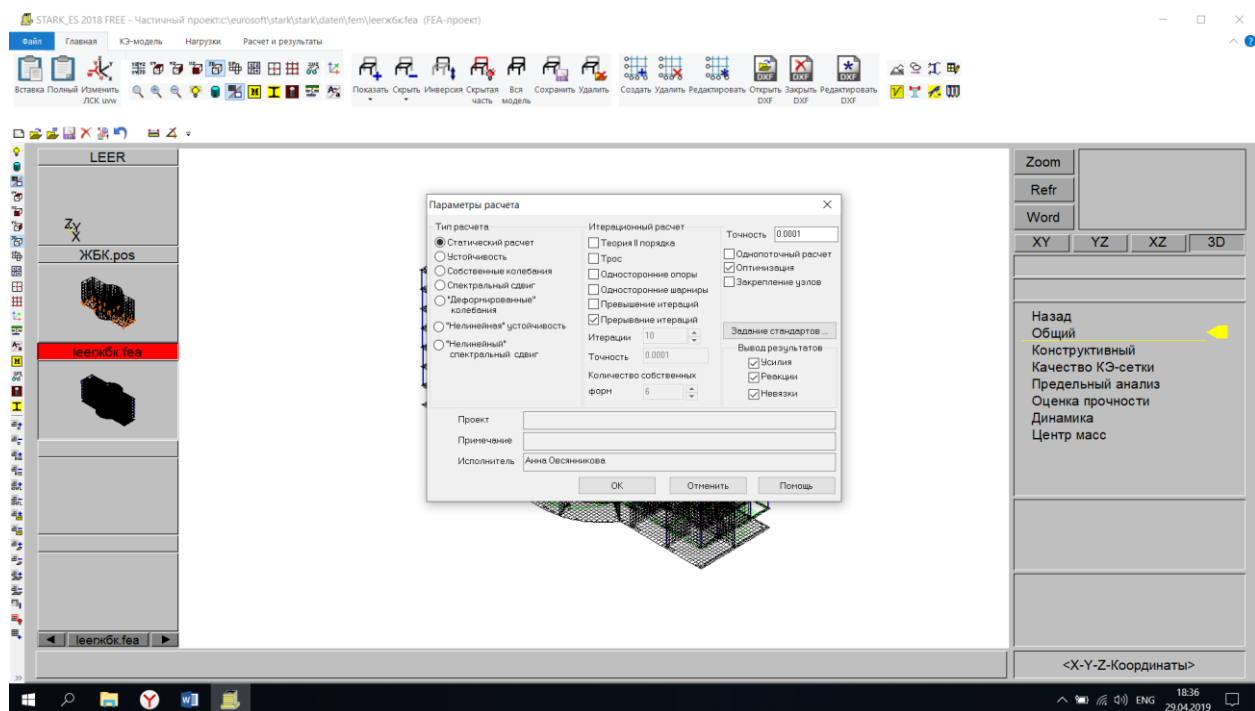 STARK_ES 2018 FREE - Частичный проект:c:\eurosoft\stark\stark\daten\fem\leerжбк.fea (FEA-проект)
Файл Главная КЭ-модель Нагрузки Расчет и результаты
Вставка Полный Изменить Показать Скрыть Инверсия Скрытая Вся Сохранить Удалить Создать Удалить Редактировать Открыть Закрыть Редактировать
ЛСК uvw часть модель DXF DXF DXF
LEER
Zoom
Refr
Word
XY YZ XZ 3D
Z Y
X
ЖБК.pos
leerжбк.fea
leerжбк.fea
Параметры расчета
Тип расчета
Статический расчет
Устойчивость
Собственные колебания
Спектральный сдвиг
"Деформированные"
колебания
"Нелинейная" устойчивость
"Нелинейный"
спектральный сдвиг
Итерационный расчет
Теория II порядка
Трос
Односторонние опоры
Односторонние шарниры
Превышение итераций
Прерывание итераций
Итерации 10
Точность 0.0001
Количество собственных
форм 6
Точность 0.0001
Однопоточный расчет
Оптимизация
Закрепление узлов
Задание стандартов ...
Вывод результатов
Усилия
Реакции
Невязки
Проект
Примечание
Исполнитель Анна Овсянникова
OK Отменить Помощь
Назад
Общий
Конструктивный
Качество КЭ-сетки
Предельный анализ
Оценка прочности
Динамика
Центр масс
<X-Y-Z-Координаты>
ENG 18:36
29.04.2019